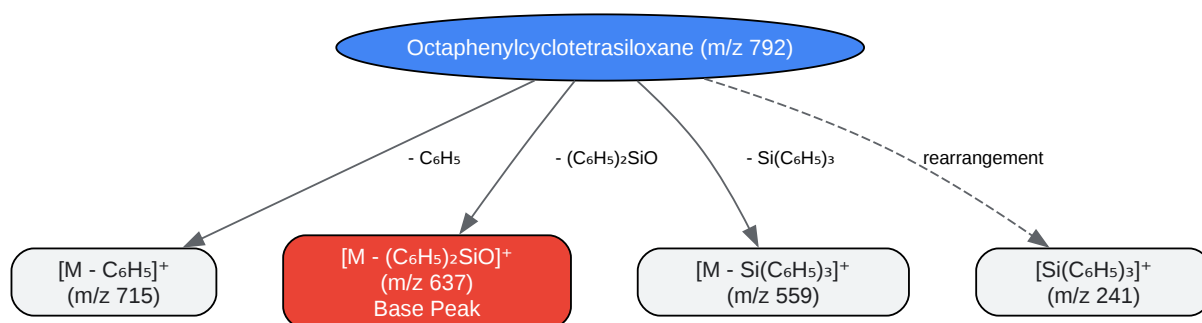 Octaphenylcyclotetrasiloxane (m/z 792)
- C₆H₅
- (C₆H₅)₂SiO
- Si(C₆H₅)₃
rearrangement
[M - C₆H₅]⁺
(m/z 715)
[M - (C₆H₅)₂SiO]⁺
(m/z 637)
Base Peak
[M - Si(C₆H₅)₃]⁺
(m/z 559)
[Si(C₆H₅)₃]⁺
(m/z 241)